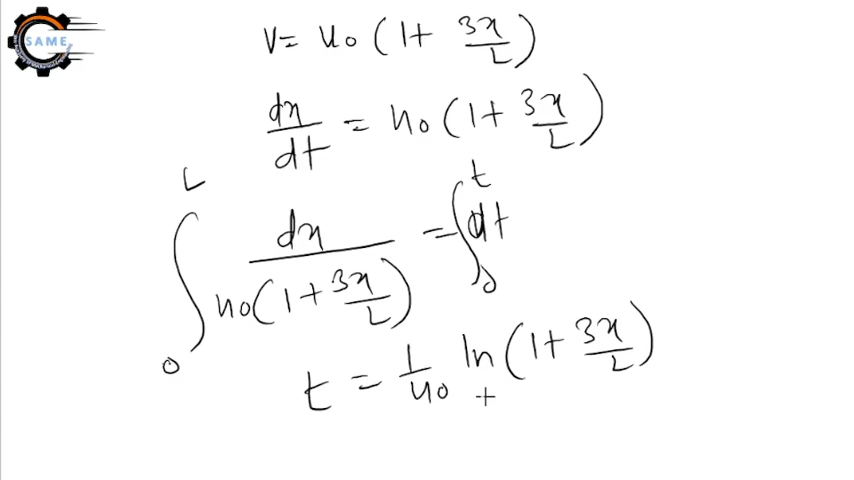 SAME
V= u₀ (1+ 3x/L)
dx/dt = u₀ (1+ 3x/L)
∫₀ᴸ dx/(u₀(1+3x/L)) = ∫₀ᵗ dt
t = 1/u₀ ln (1+ 3x/L)
+